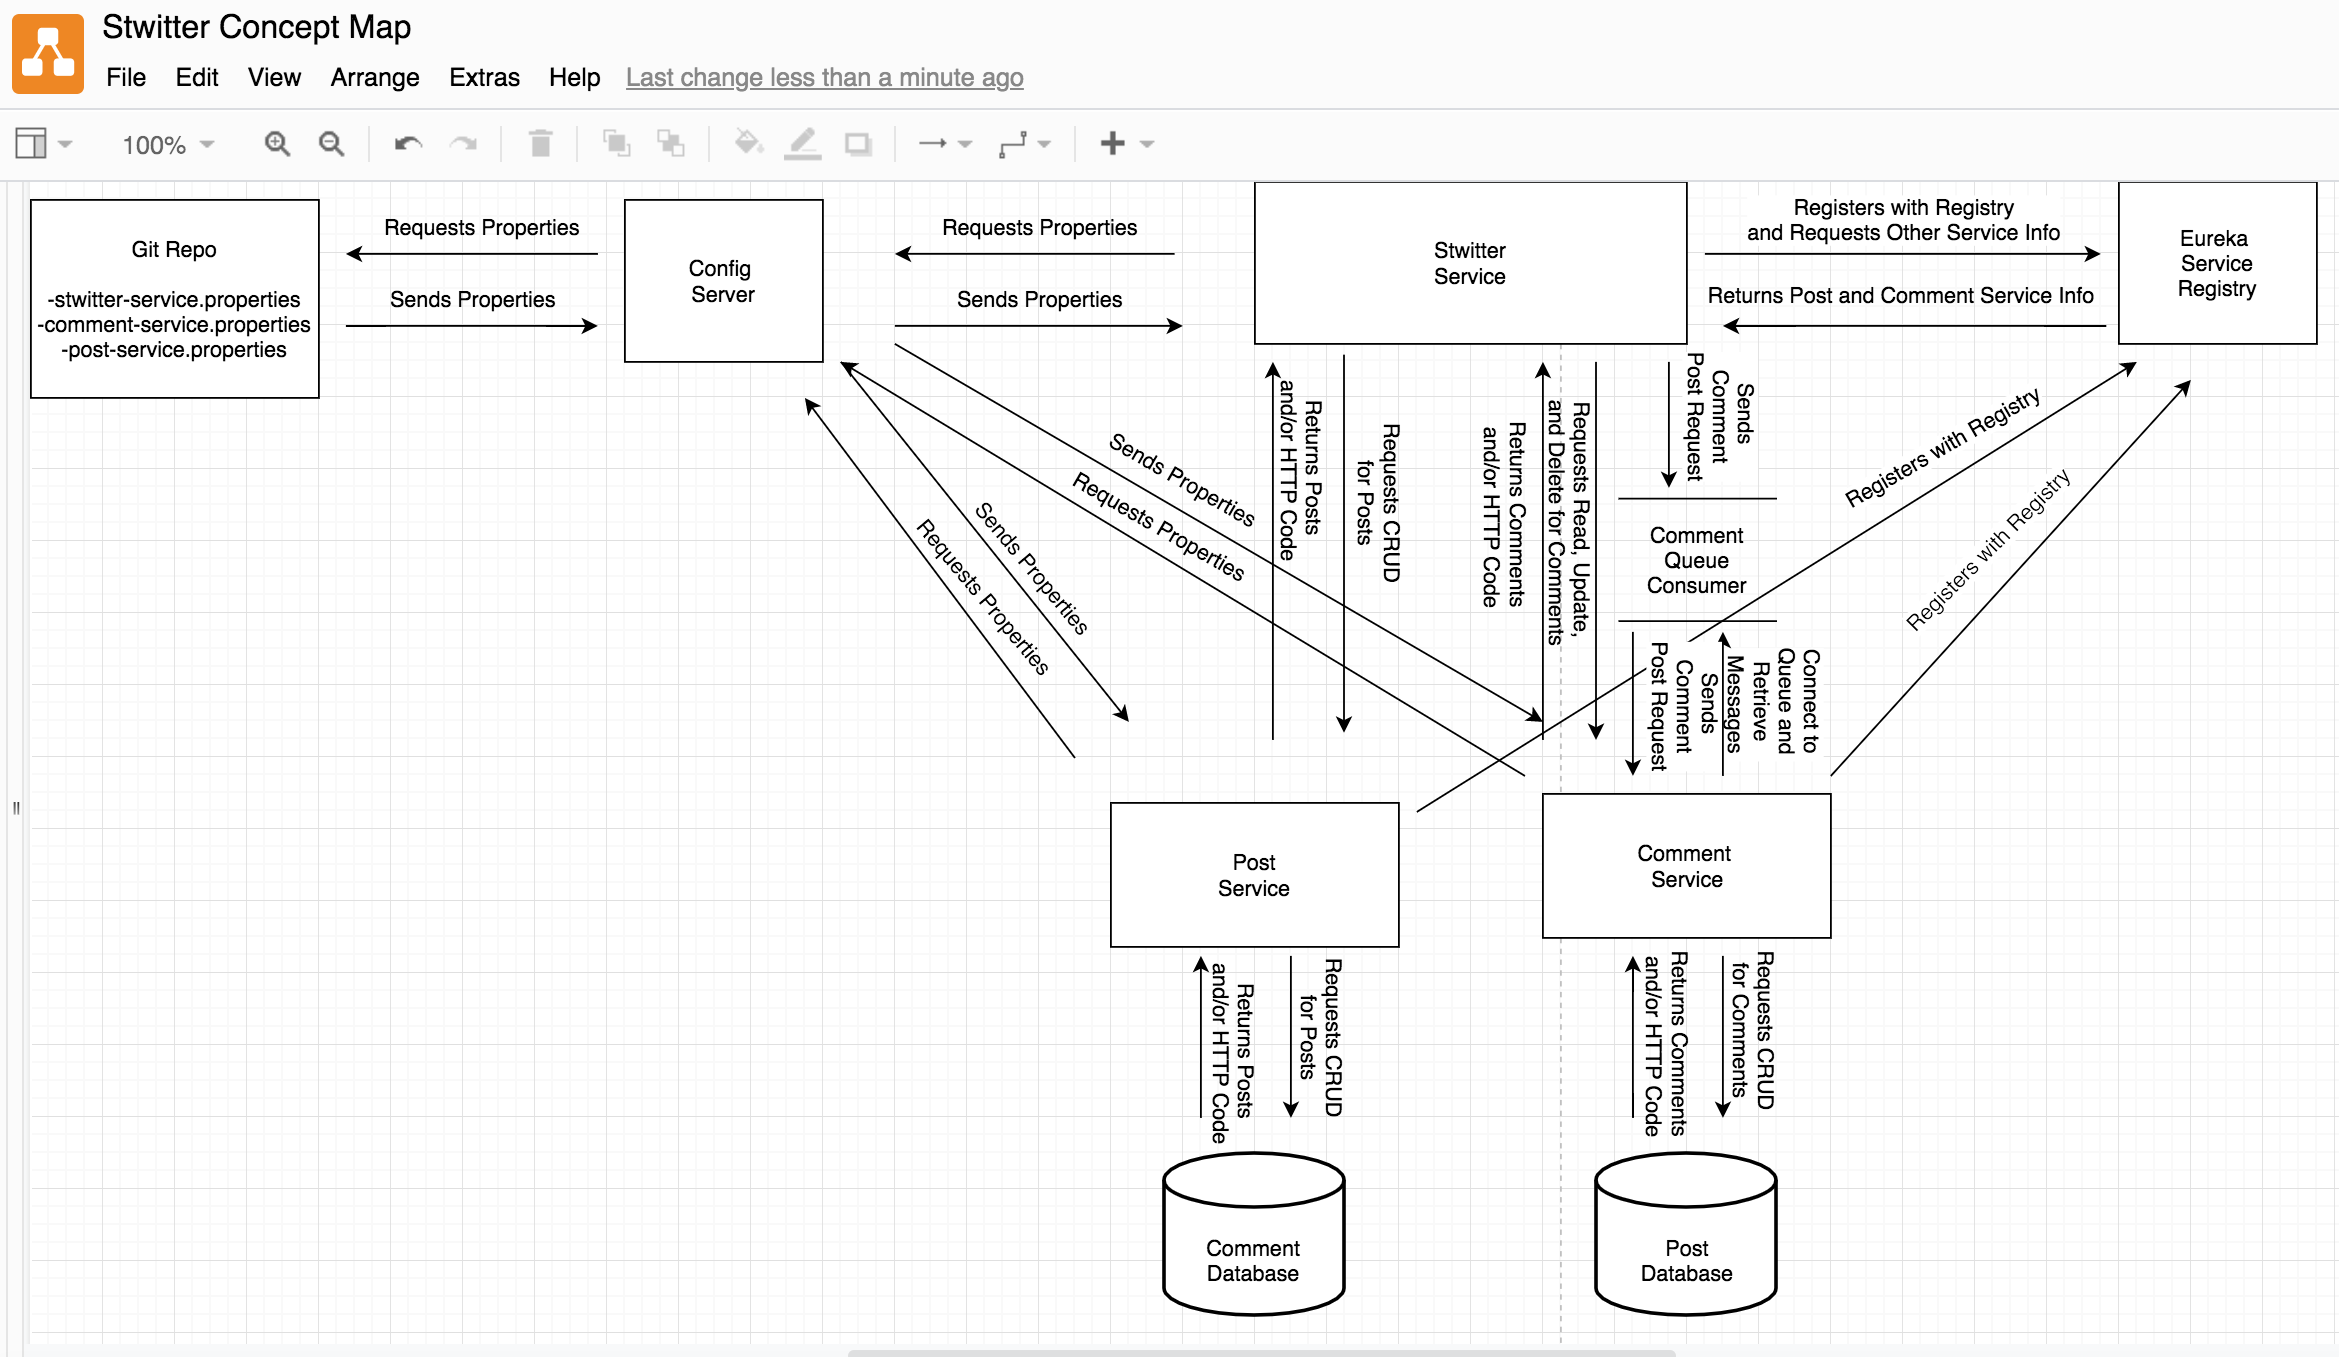 Stwitter Concept Map
File Edit View Arrange Extras Help Last change less than a minute ago
100%
Git Repo
-stwitter-service.properties
-comment-service.properties
-post-service.properties
Requests Properties
Sends Properties
Config
Server
Requests Properties
Sends Properties
Stwitter
Service
Registers with Registry
and Requests Other Service Info
Returns Post and Comment Service Info
Eureka
Service
Registry
Sends Properties
Requests Properties
Sends Properties
Requests Properties
Returns Posts
and/or HTTP Code
Requests CRUD
for Posts
Returns Comments
and/or HTTP Code
Requests Read, Update,
and Delete for Comments
Sends
Comment
Post Request
Comment
Queue
Consumer
Registers with Registry
Registers with Registry
Sends
Comment
Post Request
Connect to
Queue and
Retrieve
Messages
Post
Service
Comment
Service
Returns Posts
and/or HTTP Code
Requests CRUD
for Posts
Returns Comments
and/or HTTP Code
Requests CRUD
for Comments
Comment
Database
Post
Database